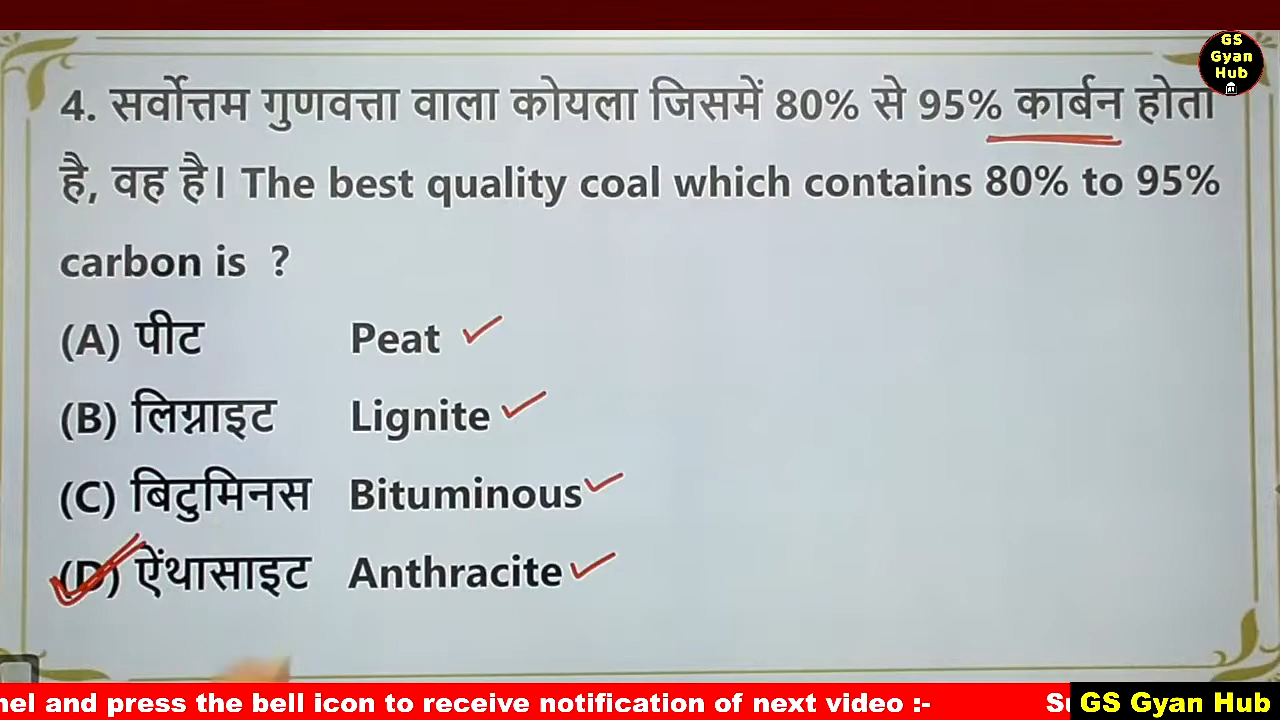 GS
Gyan
Hub
4. सर्वोत्तम गुणवत्ता वाला कोयला जिसमें 80% से 95% कार्बन होता
है, वह है। The best quality coal which contains 80% to 95%
carbon is ?
(A) पीट Peat
(B) लिग्नाइट Lignite
(C) बिटुमिनस Bituminous
(D) ऐंथासाइट Anthracite
nel and press the bell icon to receive notification of next video :-
GS Gyan Hub